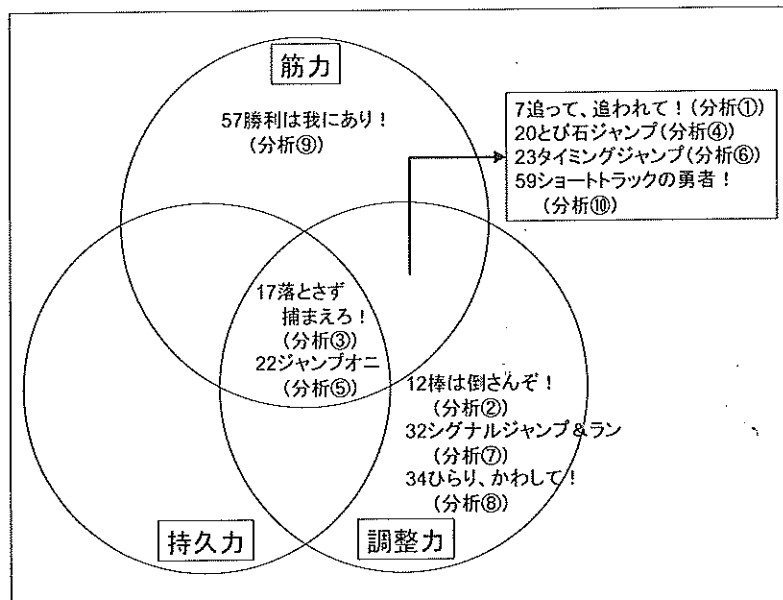 筋力
57勝利は我にあり！
(分析⑨)
7追って、追われて！(分析①)
20とび石ジャンプ(分析④)
23タイミングジャンプ(分析⑥)
59ショートトラックの勇者！
(分析⑩)
17落とさず
捕まえろ！
(分析③)
22ジャンプオニ
(分析⑤)
12棒は倒さんぞ！
(分析②)
32シグナルジャンプ＆ラン
(分析⑦)
34ひらり、かわして！
(分析⑧)
持久力
調整力